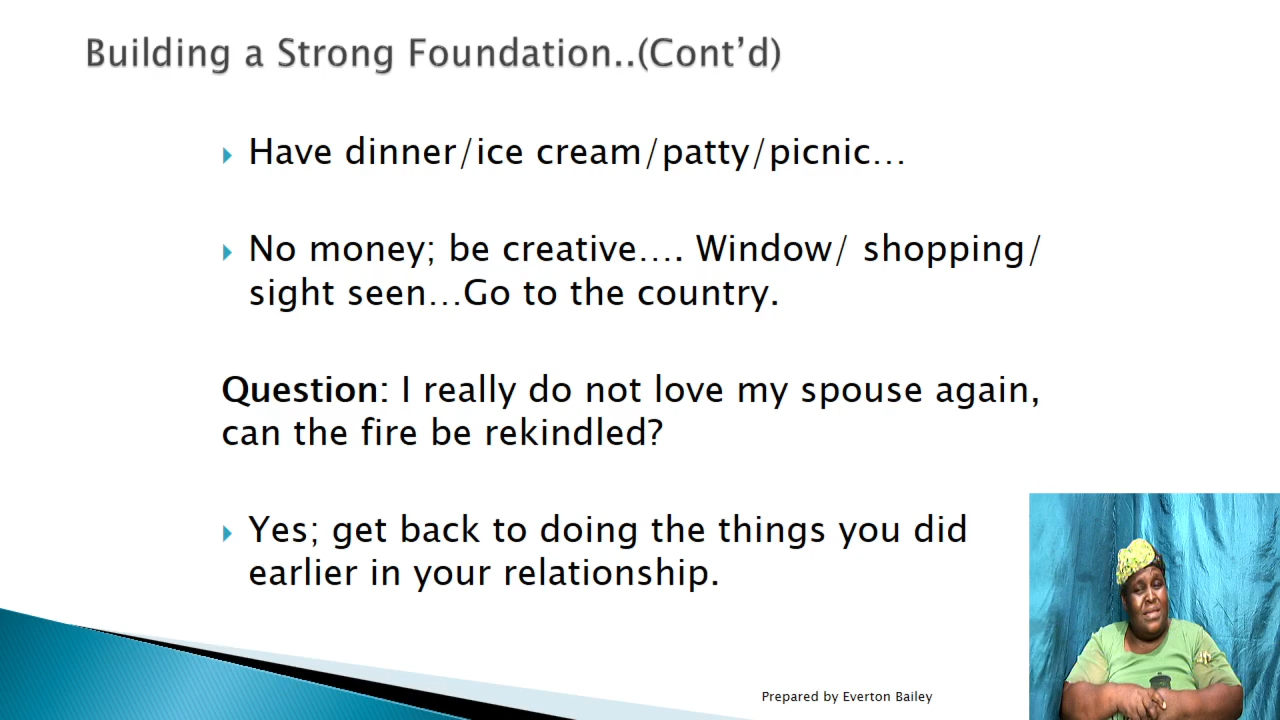 Building a Strong Foundation..(Cont’d)
Have dinner/ice cream/patty/picnic…
No money; be creative…. Window/ shopping/
sight seen…Go to the country.
Question: I really do not love my spouse again,
can the fire be rekindled?
Yes; get back to doing the things you did
earlier in your relationship.
Prepared by Everton Bailey